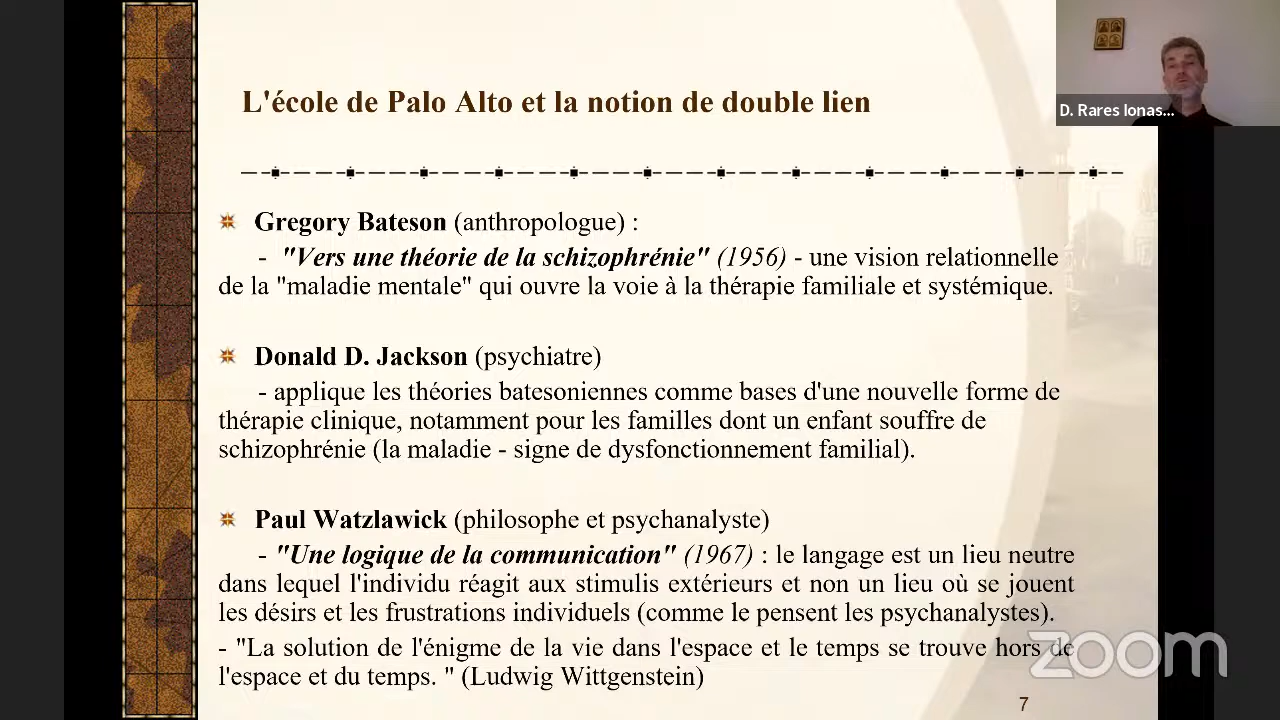 L'école de Palo Alto et la notion de double lien
D. Rares Ionas...
Gregory Bateson (anthropologue) :
- "Vers une théorie de la schizophrénie" (1956) - une vision relationnelle
de la "maladie mentale" qui ouvre la voie à la thérapie familiale et systémique.
Donald D. Jackson (psychiatre)
- applique les théories batesoniennes comme bases d'une nouvelle forme de
thérapie clinique, notamment pour les familles dont un enfant souffre de
schizophrénie (la maladie - signe de dysfonctionnement familial).
Paul Watzlawick (philosophe et psychanalyste)
- "Une logique de la communication" (1967) : le langage est un lieu neutre
dans lequel l'individu réagit aux stimulis extérieurs et non un lieu où se jouent
les désirs et les frustrations individuels (comme le pensent les psychanalystes).
- "La solution de l'énigme de la vie dans l'espace et le temps se trouve hors de
l'espace et du temps. " (Ludwig Wittgenstein)
zoom
7